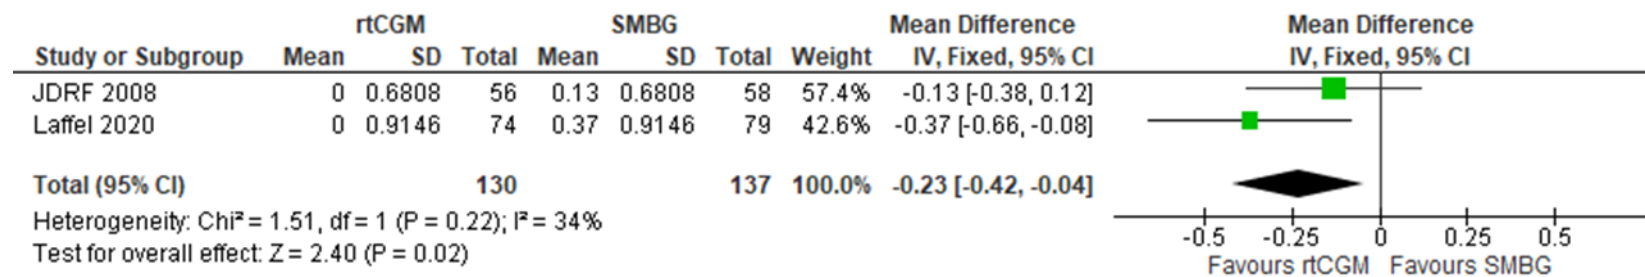 rtCGM SMBG Mean Difference Mean Difference
Study or Subgroup Mean SD Total Mean SD Total Weight IV, Fixed, 95% CI IV, Fixed, 95% CI
JDRF 2008 0 0.6808 56 0.13 0.6808 58 57.4% -0.13 [-0.38, 0.12]
Laffel 2020 0 0.9146 74 0.37 0.9146 79 42.6% -0.37 [-0.66, -0.08]
Total (95% CI) 130 137 100.0% -0.23 [-0.42, -0.04]
Heterogeneity: Chi² = 1.51, df = 1 (P = 0.22); I² = 34%
Test for overall effect: Z = 2.40 (P = 0.02)
-0.5 -0.25 0 0.25 0.5
Favours rtCGM Favours SMBG